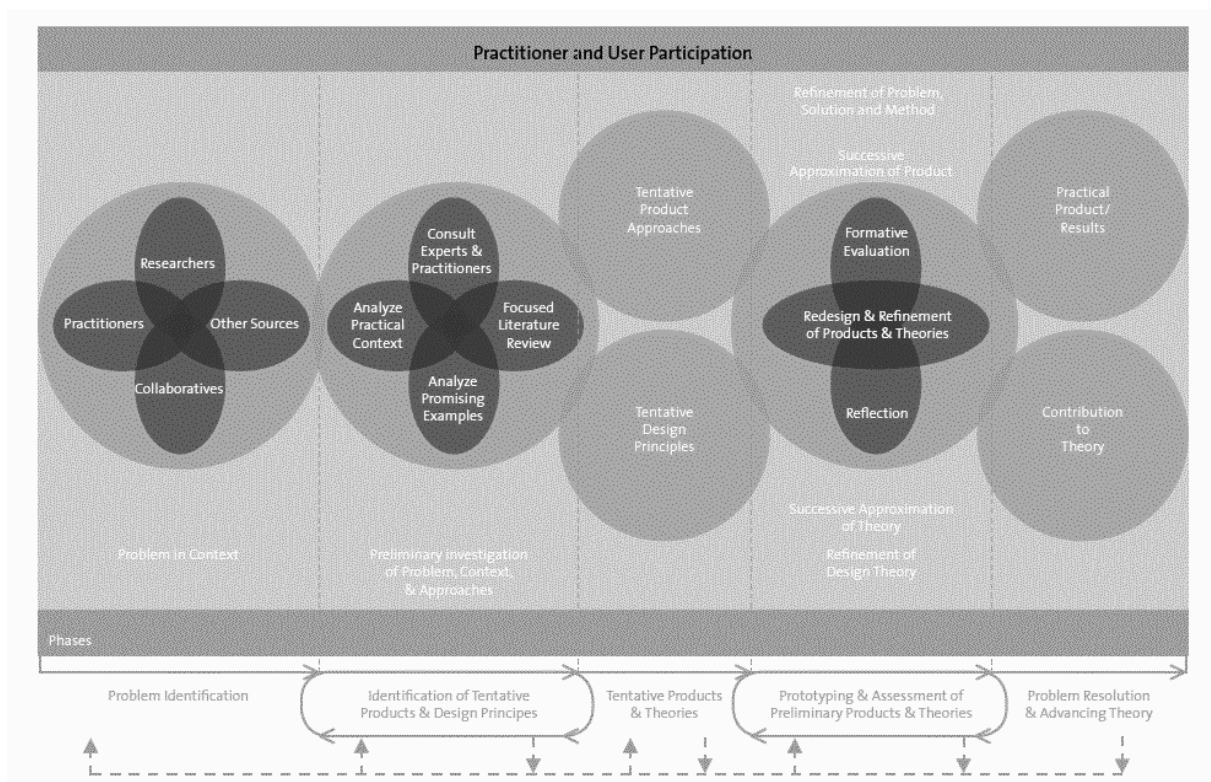 Practitioner and User Participation
Researchers
Practitioners
Other Sources
Collaboratives
Problem in Context
Consult
Experts &
Practitioners
Analyze
Practical
Context
Focused
Literature
Review
Analyze
Promising
Examples
Preliminary investigation
of Problem, Context,
& Approaches
Tentative
Product
Approaches
Tentative
Design
Principles
Refinement of Problem,
Solution and Method
Successive
Approximation of Product
Formative
Evaluation
Redesign & Refinement
of Products & Theories
Reflection
Successive Approximation
of Theory
Refinement of
Design Theory
Practical
Product/
Results
Contribution
to
Theory
Phases
Problem Identification
Identification of Tentative
Products & Design Principes
Tentative Products
& Theories
Prototyping & Assessment of
Preliminary Products & Theories
Problem Resolution
& Advancing Theory